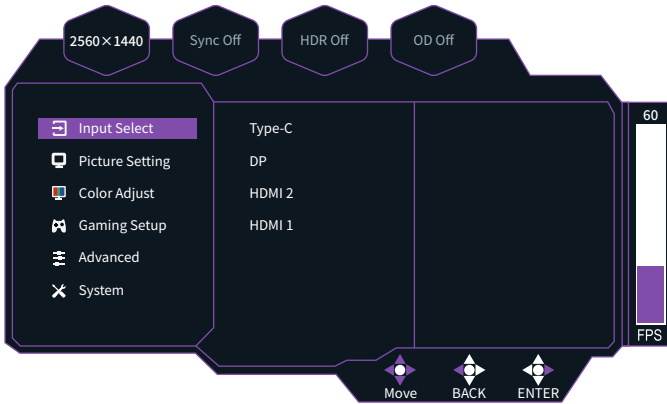 2560×1440
Sync Off
HDR Off
OD Off
60
Input Select
Type-C
Picture Setting
DP
Color Adjust
HDMI 2
Gaming Setup
HDMI 1
Advanced
System
FPS
Move
BACK
ENTER